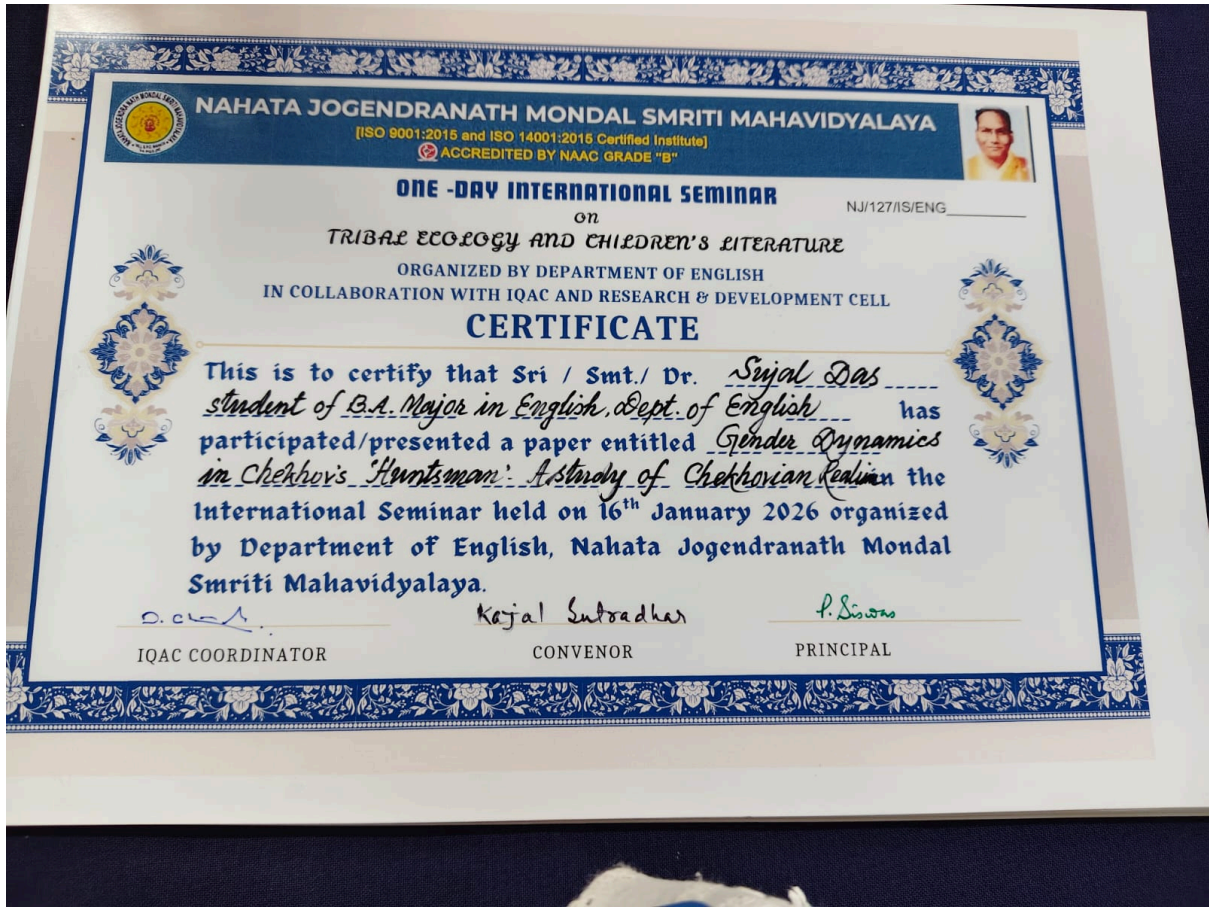 NAHATA JOGENDRANATH MONDAL SMRITI MAHAVIDYALAYA
[ISO 9001:2015 and ISO 14001:2015 Certified Institute]
ACCREDITED BY NAAC GRADE "B"
ONE -DAY INTERNATIONAL SEMINAR
NJ/127/IS/ENG
on
TRIBAL ECOLOGY AND CHILDREN'S LITERATURE
ORGANIZED BY DEPARTMENT OF ENGLISH
IN COLLABORATION WITH IQAC AND RESEARCH & DEVELOPMENT CELL
CERTIFICATE
This is to certify that Sri / Smt./ Dr. Sujal Das
student of B.A. Major in English, Dept. of English has
participated/presented a paper entitled Gender Dynamics
in Chekhov's 'Huntsman': A study of Chekhovian the
International Seminar held on 16th January 2026 organized
by Department of English, Nahata Jogendranath Mondal
Smriti Mahavidyalaya.
Kajal Sutradhar P. Biswas
IQAC COORDINATOR CONVENOR PRINCIPAL